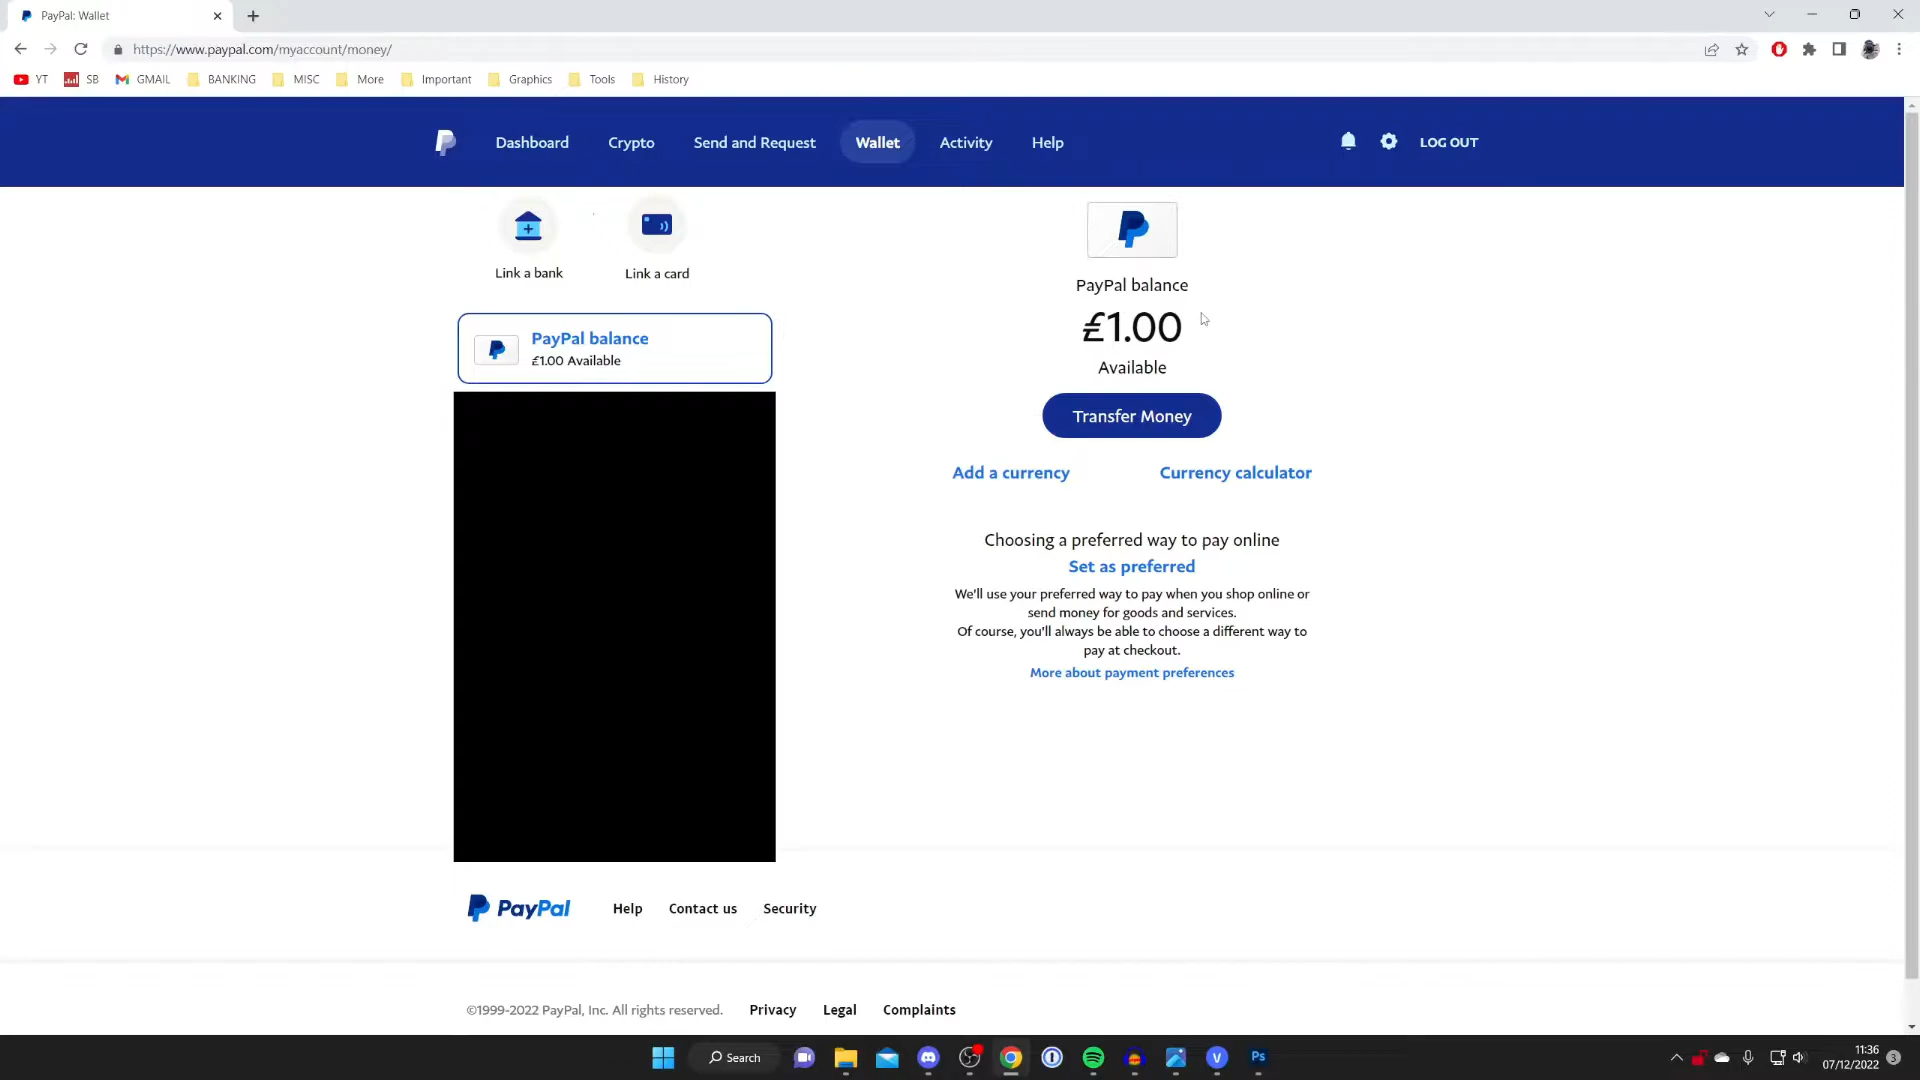 PayPal: Wallet
https://www.paypal.com/myaccount/money/
YT SB GMAIL BANKING MISC More Important Graphics Tools History
Dashboard Crypto Send and Request Wallet Activity Help LOG OUT
Link a bank Link a card
PayPal balance
£1.00 Available
PayPal balance
£1.00
Available
Transfer Money
Add a currency Currency calculator
Choosing a preferred way to pay online
Set as preferred
We'll use your preferred way to pay when you shop online or
send money for goods and services.
Of course, you'll always be able to choose a different way to
pay at checkout.
More about payment preferences
PayPal Help Contact us Security
©1999-2022 PayPal, Inc. All rights reserved. Privacy Legal Complaints
Search
Ps
11:36
07/12/2022
3